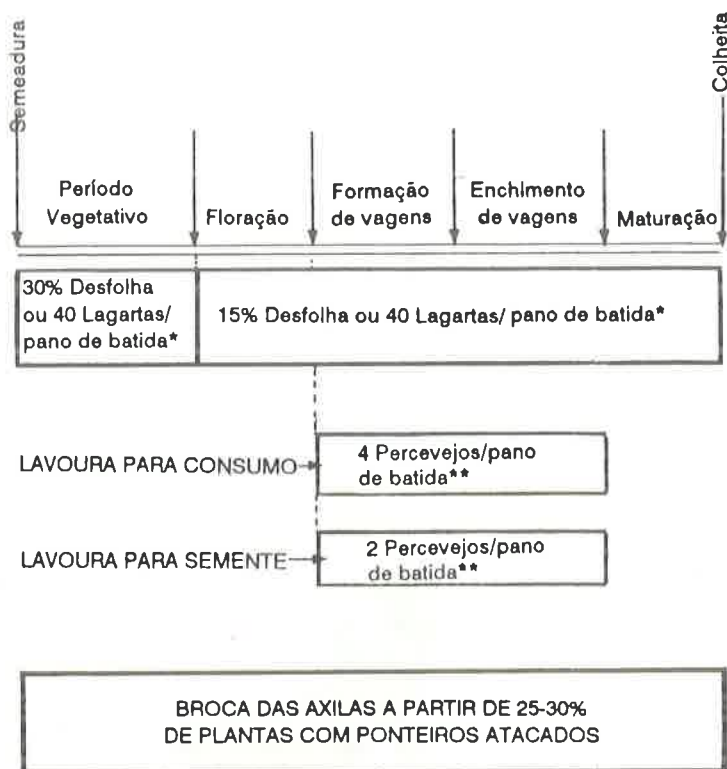 Semeadura
Colheita
Período
Vegetativo
Floração
Formação
de vagens
Enchimento
de vagens
Maturação
30% Desfolha
ou 40 Lagartas/
pano de batida*
15% Desfolha ou 40 Lagartas/ pano de batida*
LAVOURA PARA CONSUMO
4 Percevejos/pano
de batida**
LAVOURA PARA SEMENTE
2 Percevejos/pano
de batida**
BROCA DAS AXILAS A PARTIR DE 25-30%
DE PLANTAS COM PONTEIROS ATACADOS